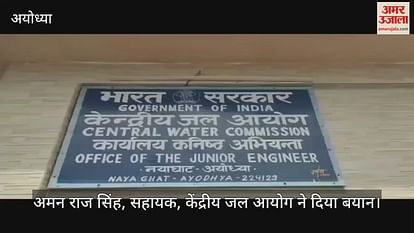 अयोध्या
अमर उजाला
amarujala.com
भारत सरकार
GOVERNMENT OF INDIA
केन्द्रीय जल आयोग
CENTRAL WATER COMMISSION
कार्यालय कनिष्ठ अभियन्ता
OFFICE OF THE JUNIOR ENGINEER
नयाघाट-अयोध्या
NAYA GHAT-AYODHYA-224123
अमन राज सिंह, सहायक, केंद्रीय जल आयोग ने दिया बयान।